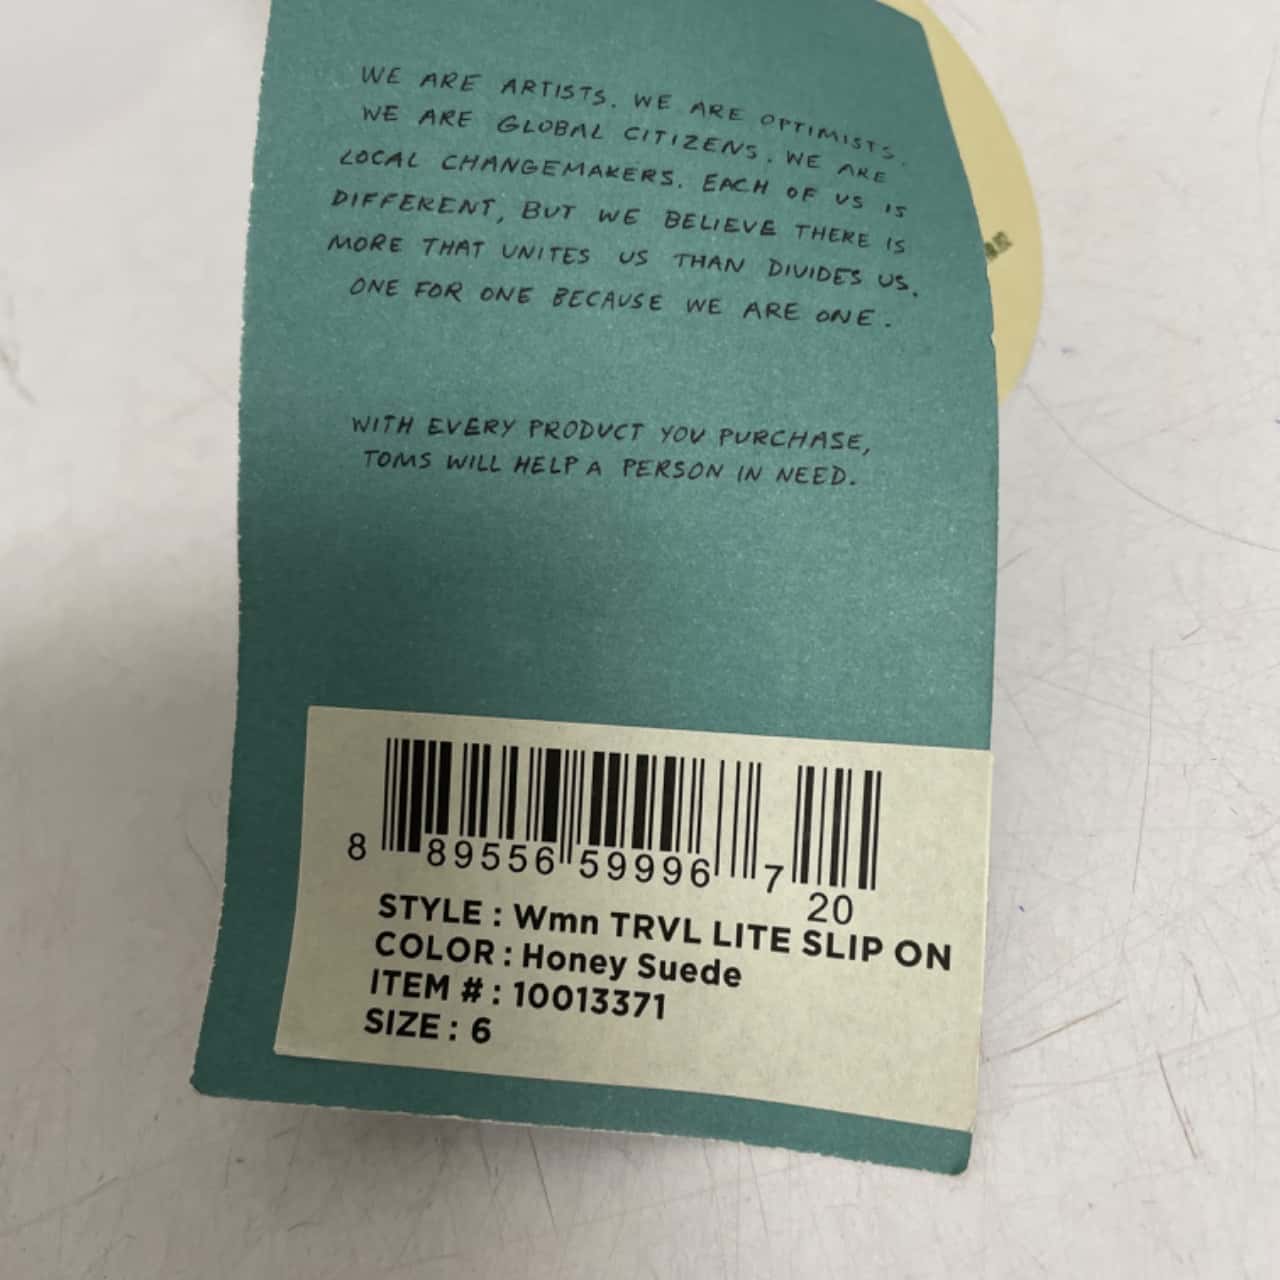 WE ARE ARTISTS. WE ARE OPTIMISTS.
WE ARE GLOBAL CITIZENS. WE ARE
LOCAL CHANGEMAKERS. EACH OF US IS
DIFFERENT, BUT WE BELIEVE THERE IS
MORE THAT UNITES US THAN DIVIDES US.
ONE FOR ONE BECAUSE WE ARE ONE.
WITH EVERY PRODUCT YOU PURCHASE,
TOMS WILL HELP A PERSON IN NEED.
8 89556 59996 7
20
STYLE : Wmn TRVL LITE SLIP ON
COLOR : Honey Suede
ITEM # : 10013371
SIZE : 6